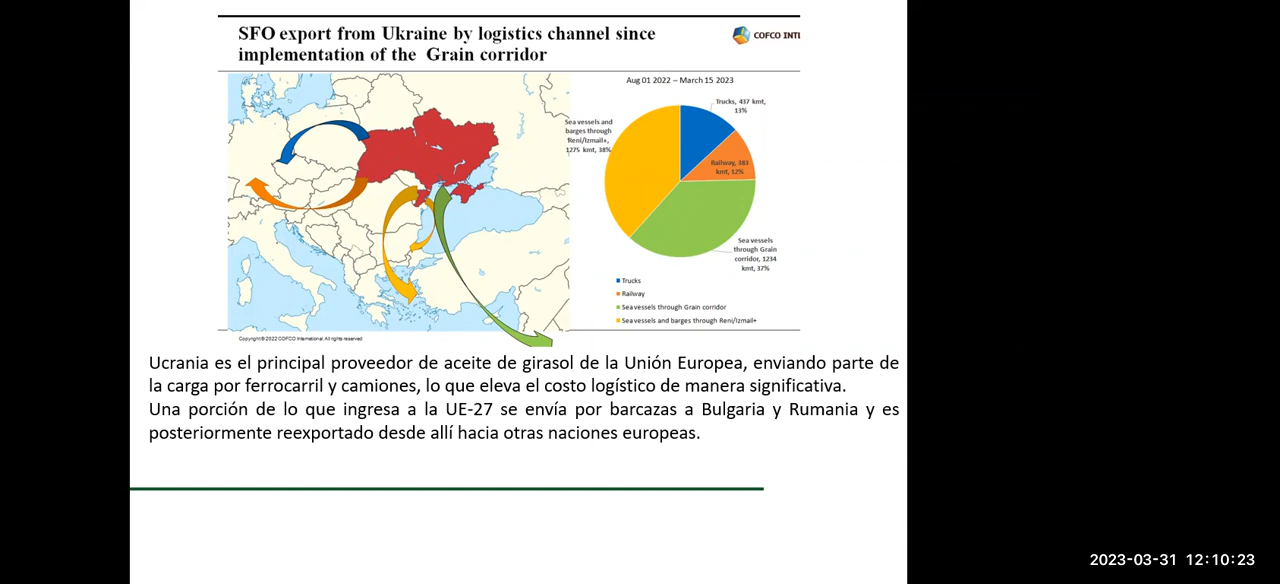 SFO export from Ukraine by logistics channel since
implementation of the Grain corridor
COFCO INTL
Aug 01 2022 – March 15 2023
Trucks, 437 kmt,
13%
Sea vessels and
barges through
Reni/Izmail+,
1275 kmt, 38%
Railway, 383
kmt, 12%
Sea vessels
through Grain
corridor, 1234
kmt, 37%
Trucks
Railway
Sea vessels through Grain corridor
Sea vessels and barges through Reni/Izmail+
Copyright©2022 COFCO International All rights reserved
Ucrania es el principal proveedor de aceite de girasol de la Unión Europea, enviando parte de
la carga por ferrocarril y camiones, lo que eleva el costo logístico de manera significativa.
Una porción de lo que ingresa a la UE-27 se envía por barcazas a Bulgaria y Rumania y es
posteriormente reexportado desde allí hacia otras naciones europeas.
2023-03-31 12:10:23